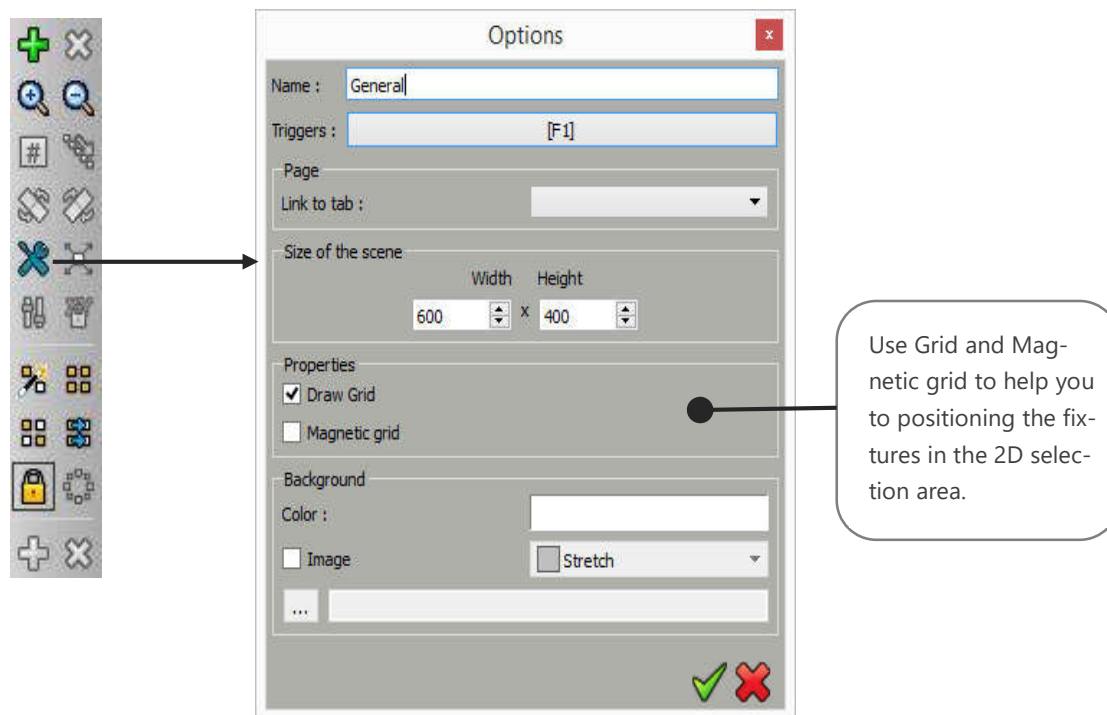 Options
x
Name :
General
Triggers :
[F1]
Page
Link to tab :
Size of the scene
Width Height
600 x 400
Properties
Draw Grid
Magnetic grid
Use Grid and Mag-
netic grid to help you
to positioning the fix-
tures in the 2D selec-
tion area.
Background
Color :
Image
Stretch
...
#